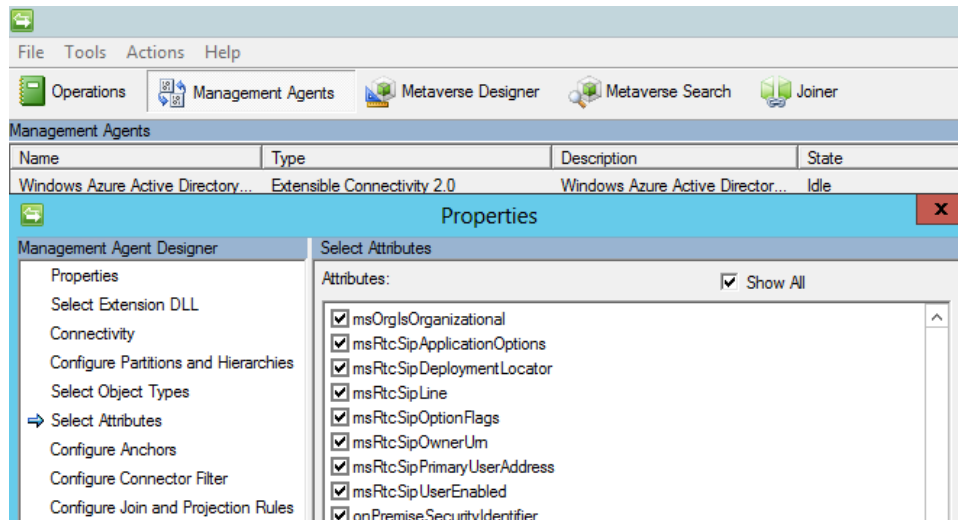 File Tools Actions Help
Operations Management Agents Metaverse Designer Metaverse Search Joiner
Management Agents
Name Type Description State
Windows Azure Active Directory... Extensible Connectivity 2.0 Windows Azure Active Director... Idle
Properties x
Management Agent Designer Select Attributes
Properties Attributes: Show All
Select Extension DLL msOrgIsOrganizational
Connectivity msRtcSipApplicationOptions
Configure Partitions and Hierarchies msRtcSipDeploymentLocator
Select Object Types msRtcSipLine
Select Attributes msRtcSipOptionFlags
Configure Anchors msRtcSipOwnerUrn
Configure Connector Filter msRtcSipPrimaryUserAddress
Configure Join and Projection Rules msRtcSipUserEnabled
onPremiseSecurityIdentifier